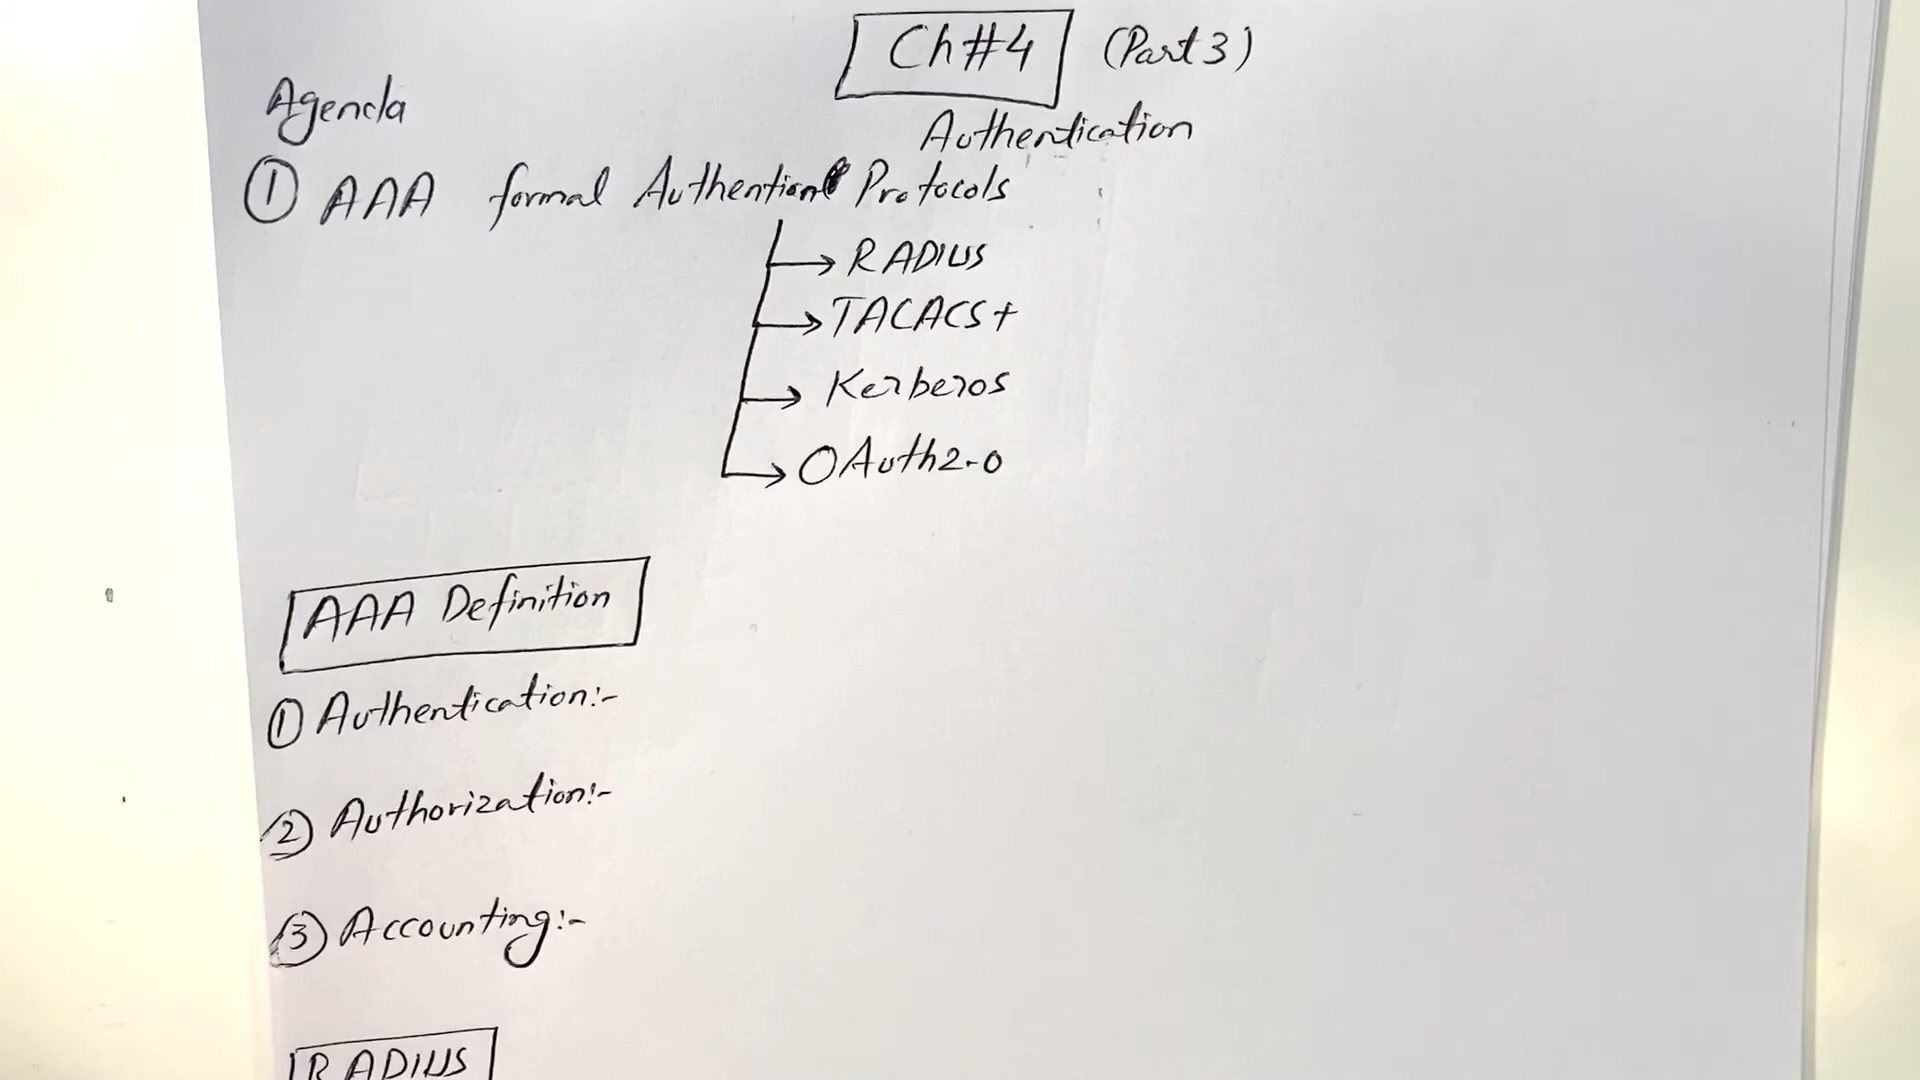 Ch#4 (Part 3)
Authentication
Agenda
① AAA formal Authentiont Protocols
→ RADIUS
→ TACACS+
→ Kerberos
→ OAuth2.0
AAA Definition
① Authentication:-
② Authorization:-
③ Accounting:-
RADIUS